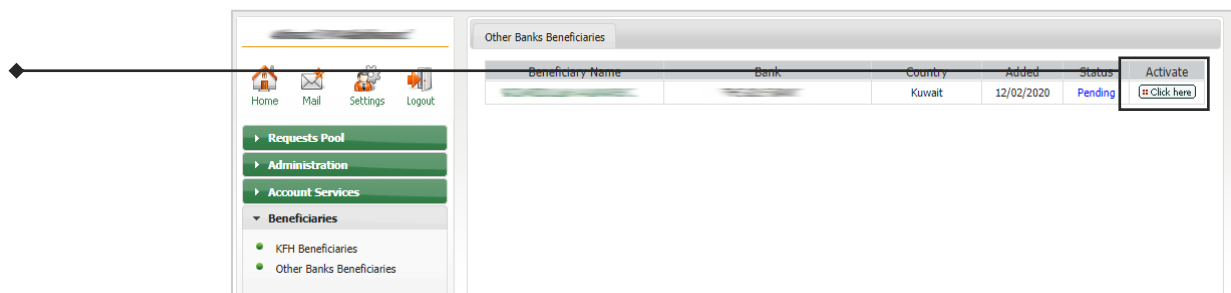 Other Banks Beneficiaries
Beneficiary Name Bank Country Added Status Activate
Kuwait 12/02/2020 Pending Click here
Home Mail Settings Logout
Requests Pool
Administration
Account Services
Beneficiaries
KFH Beneficiaries
Other Banks Beneficiaries